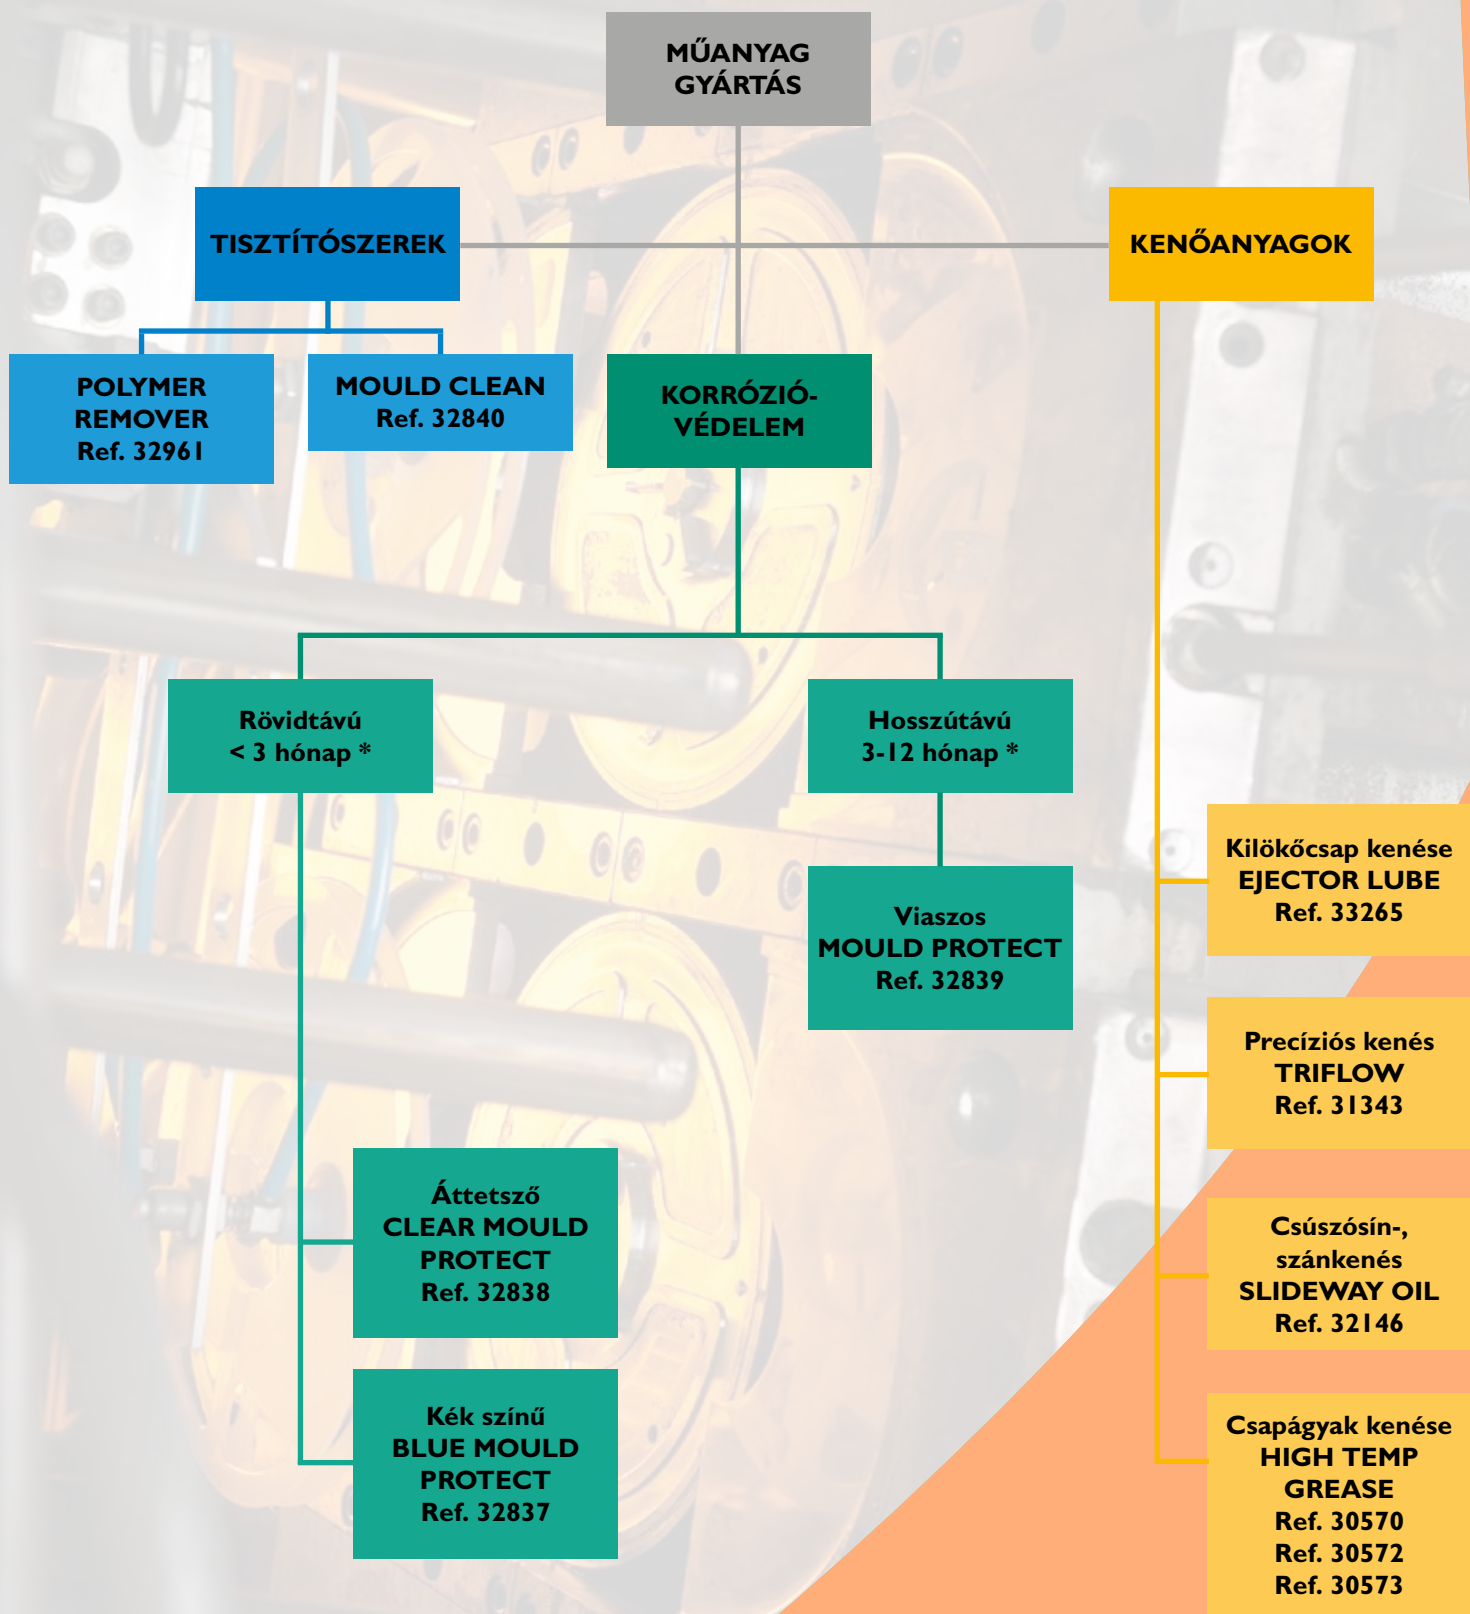 MŰANYAG
GYÁRTÁS
TISZTÍTÓSZEREK
KENŐANYAGOK
POLYMER
REMOVER
Ref. 32961
MOULD CLEAN
Ref. 32840
KORRÓZIÓ-
VÉDELEM
Rövidtávú
< 3 hónap *
Hosszútávú
3-12 hónap *
Viaszos
MOULD PROTECT
Ref. 32839
Áttetsző
CLEAR MOULD
PROTECT
Ref. 32838
Kék színű
BLUE MOULD
PROTECT
Ref. 32837
Kilökőcsap kenése
EJECTOR LUBE
Ref. 33265
Precíziós kenés
TRIFLOW
Ref. 31343
Csúszósín-,
szánkenés
SLIDEWAY OIL
Ref. 32146
Csapágyak kenése
HIGH TEMP
GREASE
Ref. 30570
Ref. 30572
Ref. 30573